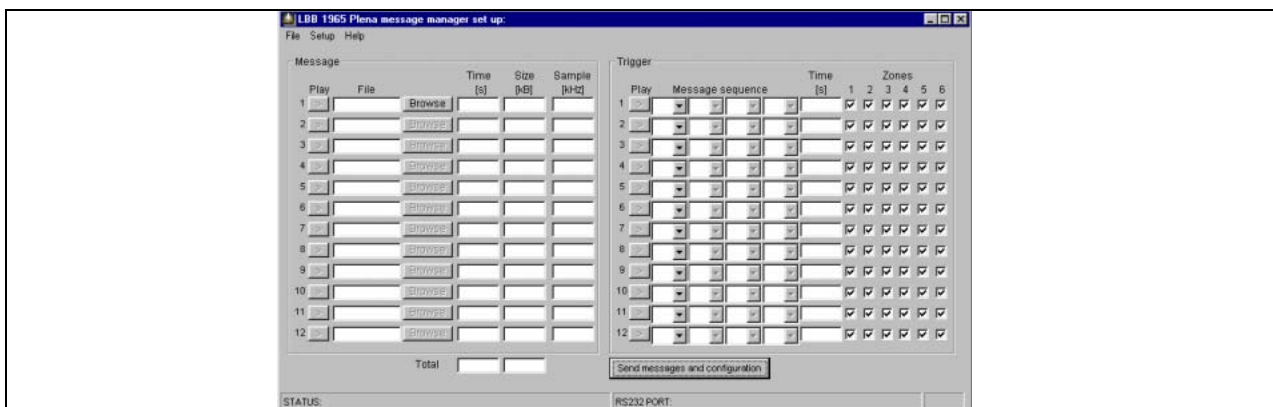 LBB 1965 Plena message manager set up:
File Setup Help
Message
Time Size Sample
Play File [s] [kB] [kHz]
1 > Browse
2 > Browse
3 > Browse
4 > Browse
5 > Browse
6 > Browse
7 > Browse
8 > Browse
9 > Browse
10 > Browse
11 > Browse
12 > Browse
Total
Trigger
Time Zones
Play Message sequence [s] 1 2 3 4 5 6
1 >
2 >
3 >
4 >
5 >
6 >
7 >
8 >
9 >
10 >
11 >
12 >
Send messages and configuration
STATUS: RS232 PORT: